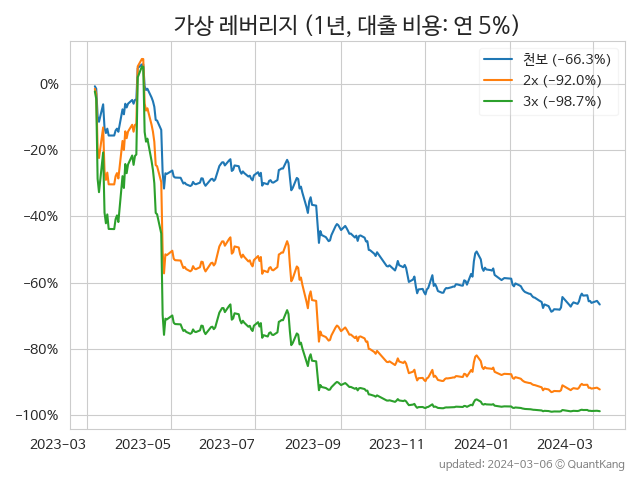 가상 레버리지 (1년, 대출 비용: 연 5%)
천보 (−66.3%)
2x (−92.0%)
3x (−98.7%)
0%
−20%
−40%
−60%
−80%
−100%
2023-03 2023-05 2023-07 2023-09 2023-11 2024-01 2024-03
updated: 2024-03-06 © QuantKang